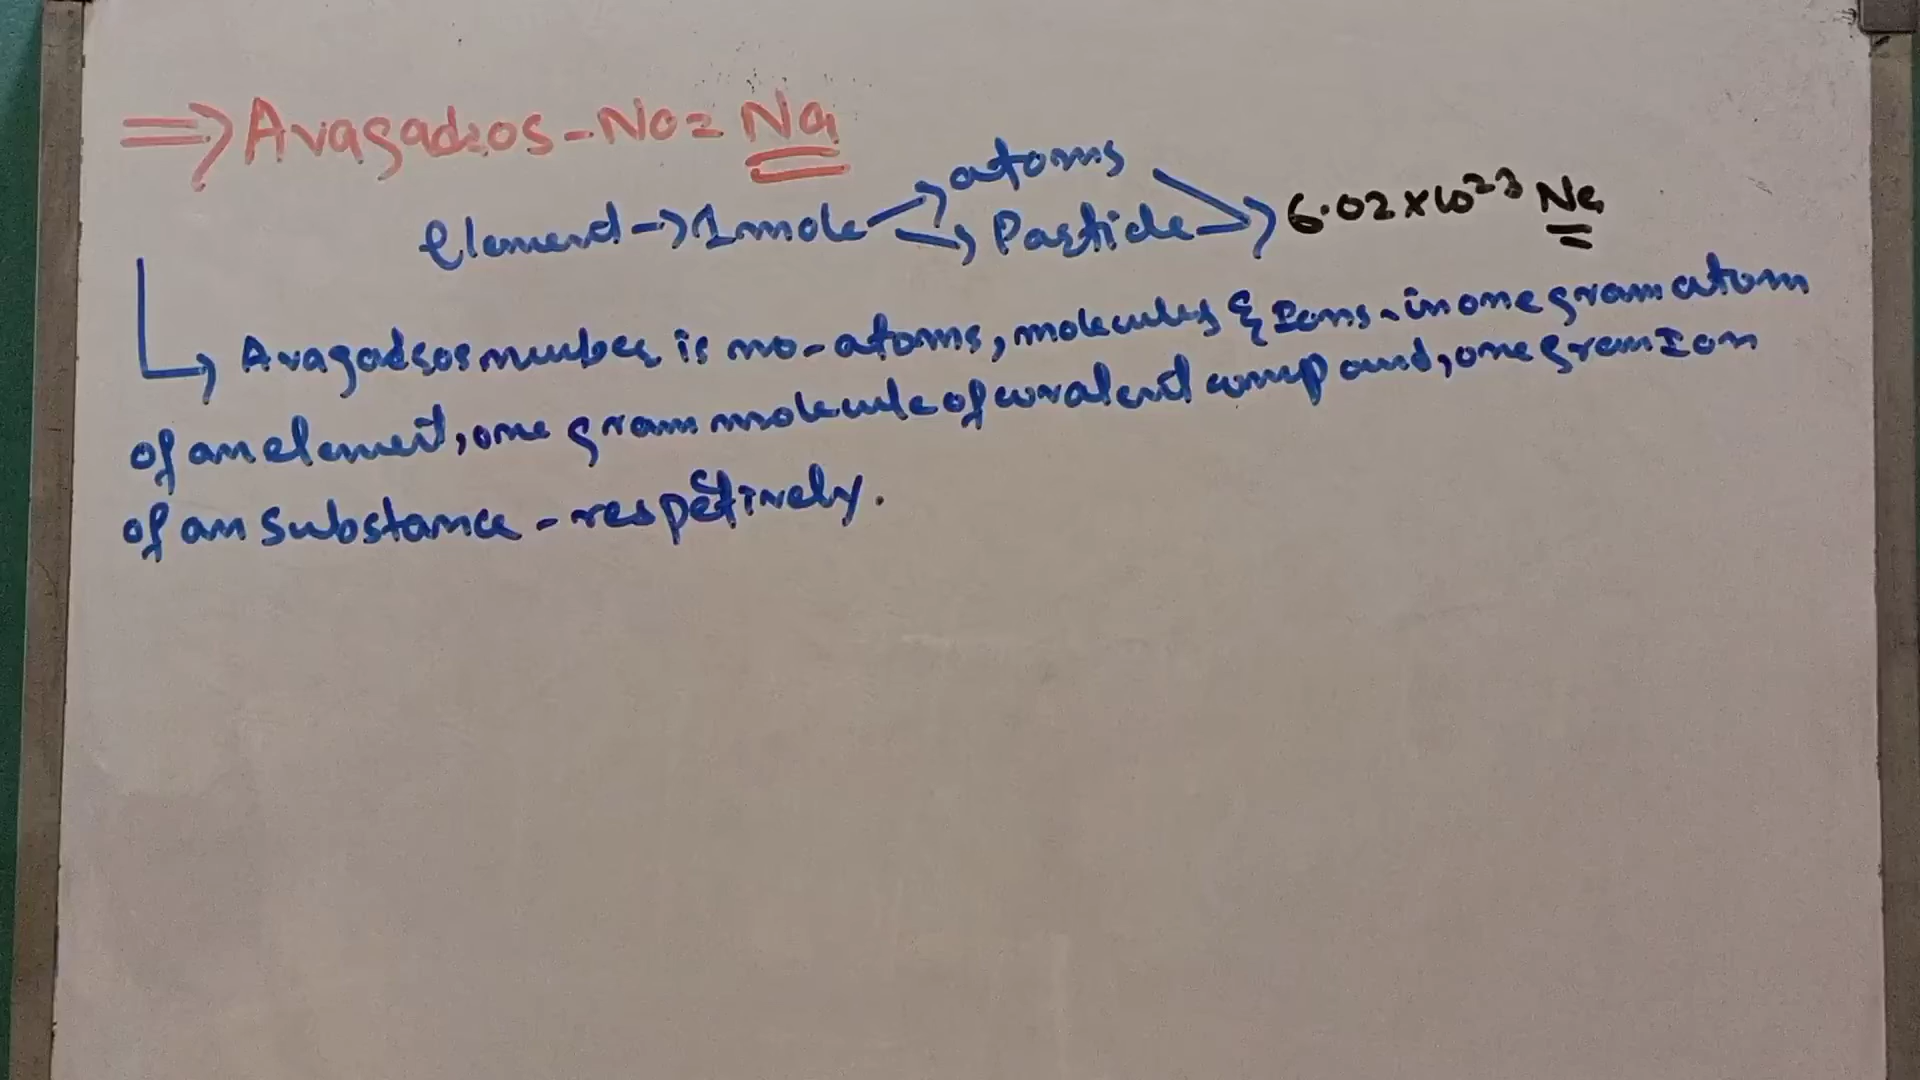 ⇒ Avagadros-No= Na
Element → 1 mole → atoms
→ Particle → 6.02×10²³ Na
↳ Avagadros number is no-atoms, molecules & Ions-in one gram atom
of an element, one gram molecule of covalent compound, one gram Ion
of an substance-respetively.